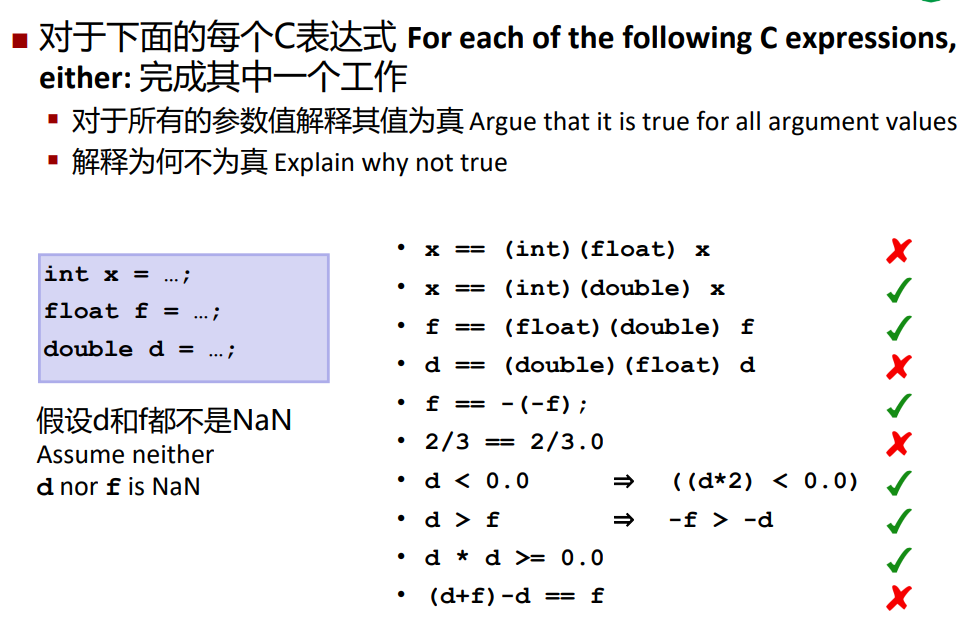 对于下面的每个C表达式 For each of the following C expressions,
either: 完成其中一个工作
对于所有的参数值解释其值为真 Argue that it is true for all argument values
解释为何不为真 Explain why not true
int x = …;
float f = …;
double d = …;
假设d和f都不是NaN
Assume neither
d nor f is NaN
• x == (int)(float) x ✘
• x == (int)(double) x ✓
• f == (float)(double) f ✓
• d == (double)(float) d ✘
• f == -(-f); ✓
• 2/3 == 2/3.0 ✘
• d < 0.0 ⇒ ((d*2) < 0.0) ✓
• d > f ⇒ -f > -d ✓
• d * d >= 0.0 ✓
• (d+f)-d == f ✘